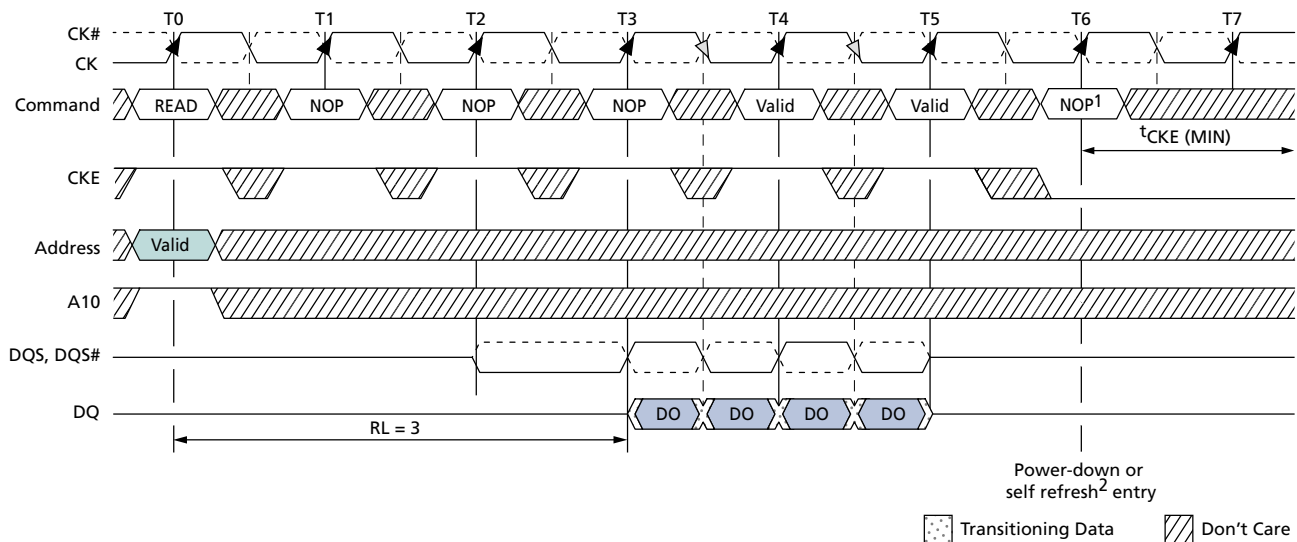 T0 T1 T2 T3 T4 T5 T6 T7
CK#
CK
Command READ NOP NOP NOP Valid Valid NOP1
tCKE (MIN)
CKE
Address Valid
A10
DQS, DQS#
DQ DO DO DO DO
RL = 3
Power-down or
self refresh2 entry
Transitioning Data Don't Care